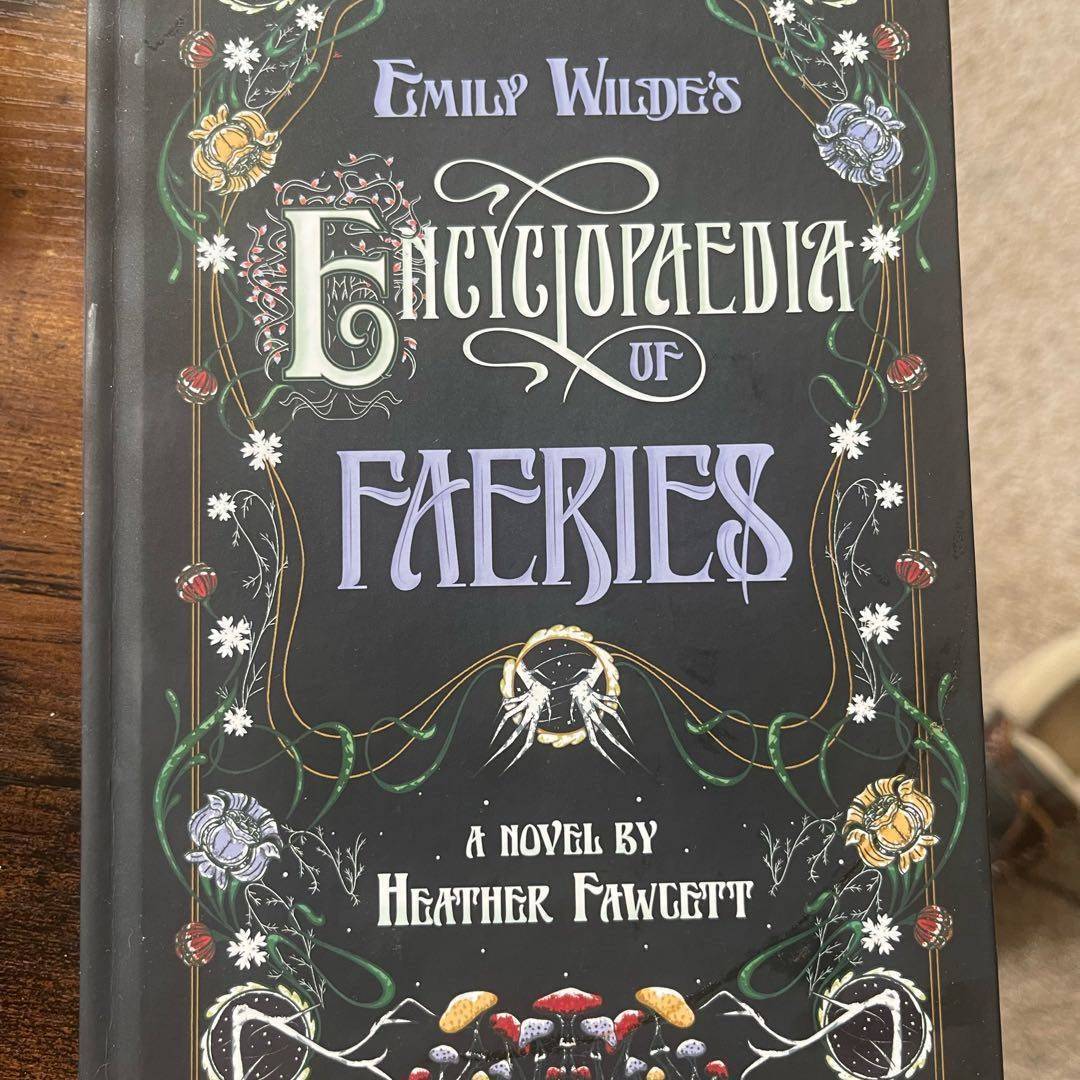 EMILY WILDE'S
ENCYCLOPAEDIA
OF
FAERIES
A NOVEL BY
HEATHER FAWCETT